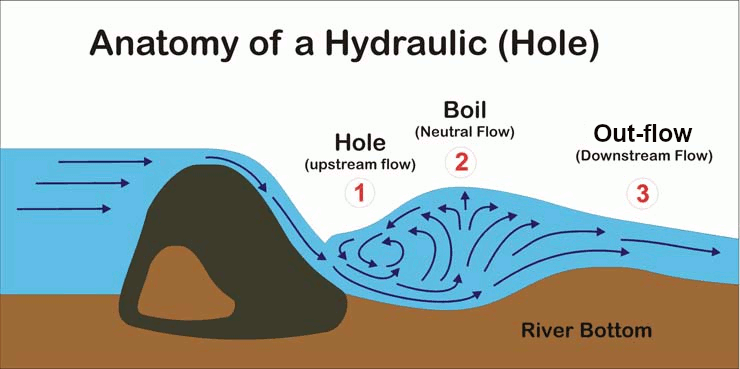 Anatomy of a Hydraulic (Hole)
Hole
(upstream flow)
1
Boil
(Neutral Flow)
2
Out-flow
(Downstream Flow)
3
River Bottom